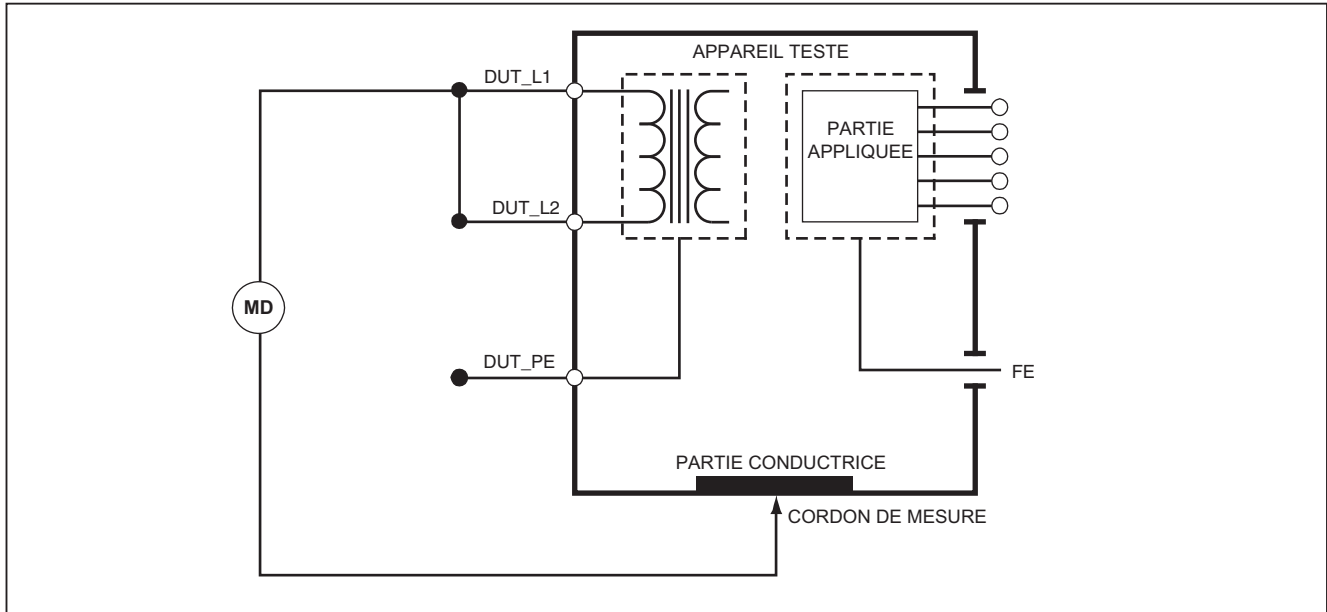 APPAREIL TESTE
DUT_L1
PARTIE
APPLIQUEE
DUT_L2
MD
DUT_PE
FE
PARTIE CONDUCTRICE
CORDON DE MESURE